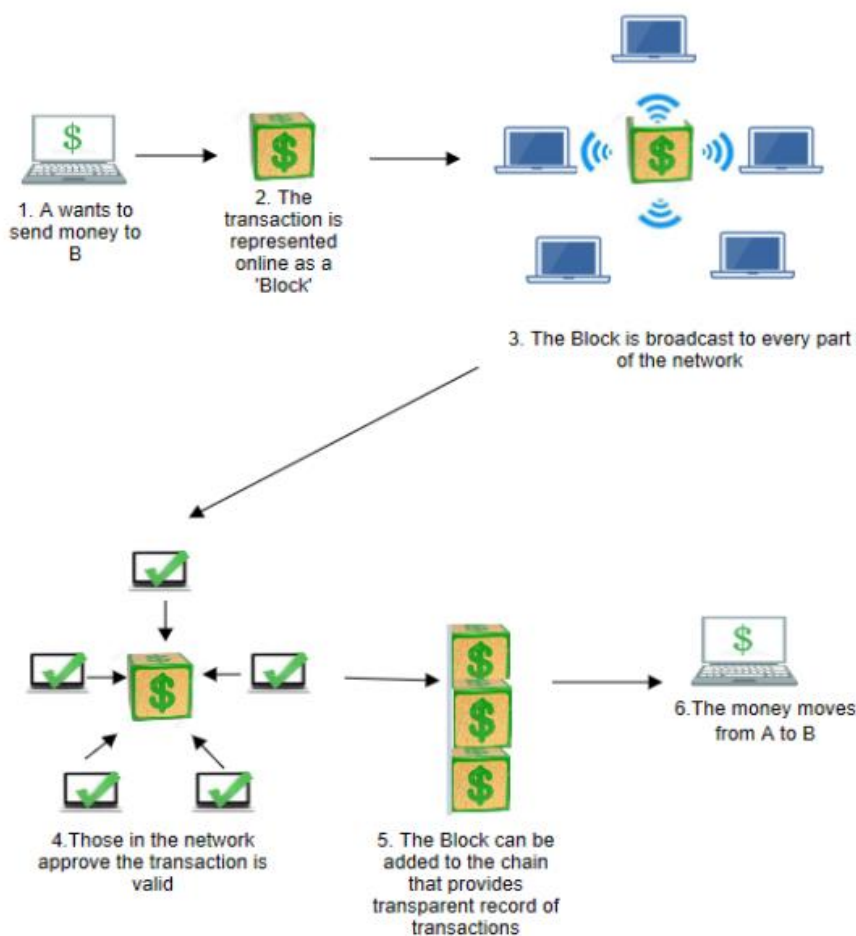 $
$
$
1. A wants to
send money to
B
2. The
transaction is
represented
online as a
'Block'
3. The Block is broadcast to every part
of the network
$
$
$
$
$
4.Those in the network
approve the transaction is
valid
5. The Block can be
added to the chain
that provides
transparent record of
transactions
6.The money moves
from A to B